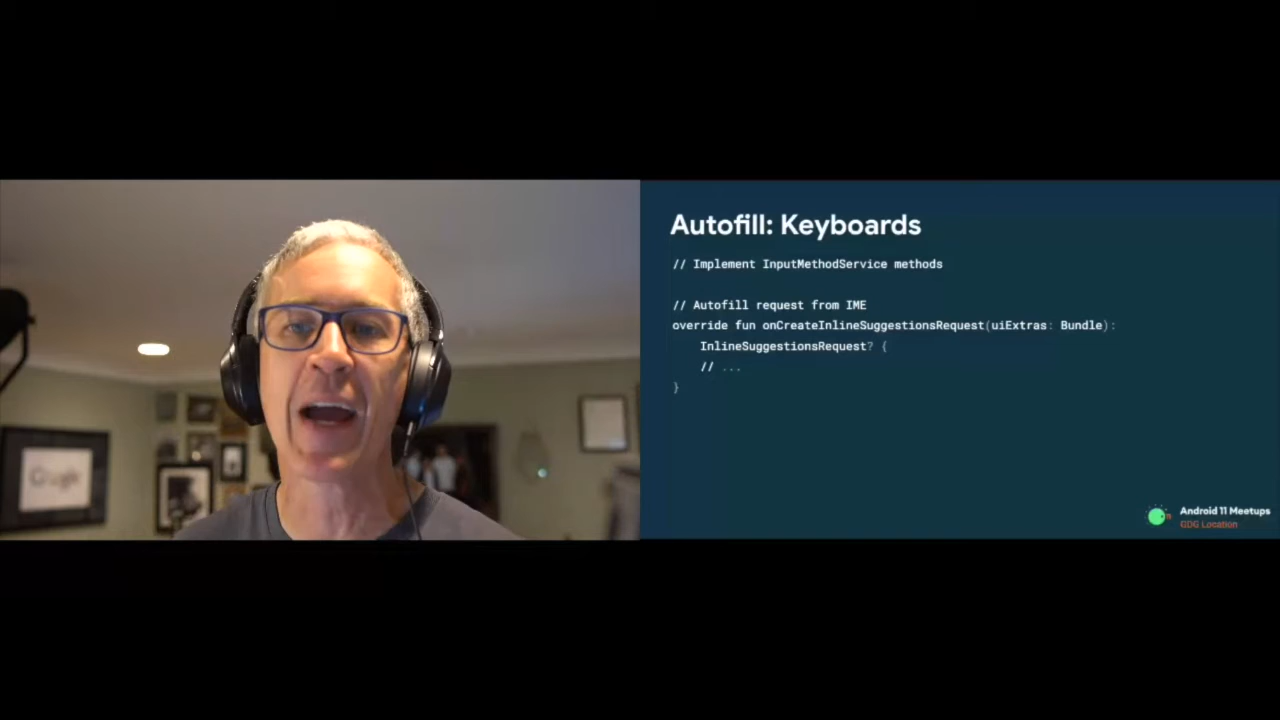 Google
Autofill: Keyboards
// Implement InputMethodService methods
// Autofill request from IME
override fun onCreateInlineSuggestionsRequest(uiExtras: Bundle):
InlineSuggestionsRequest? {
// ...
}
Android 11 Meetups
GDG Location